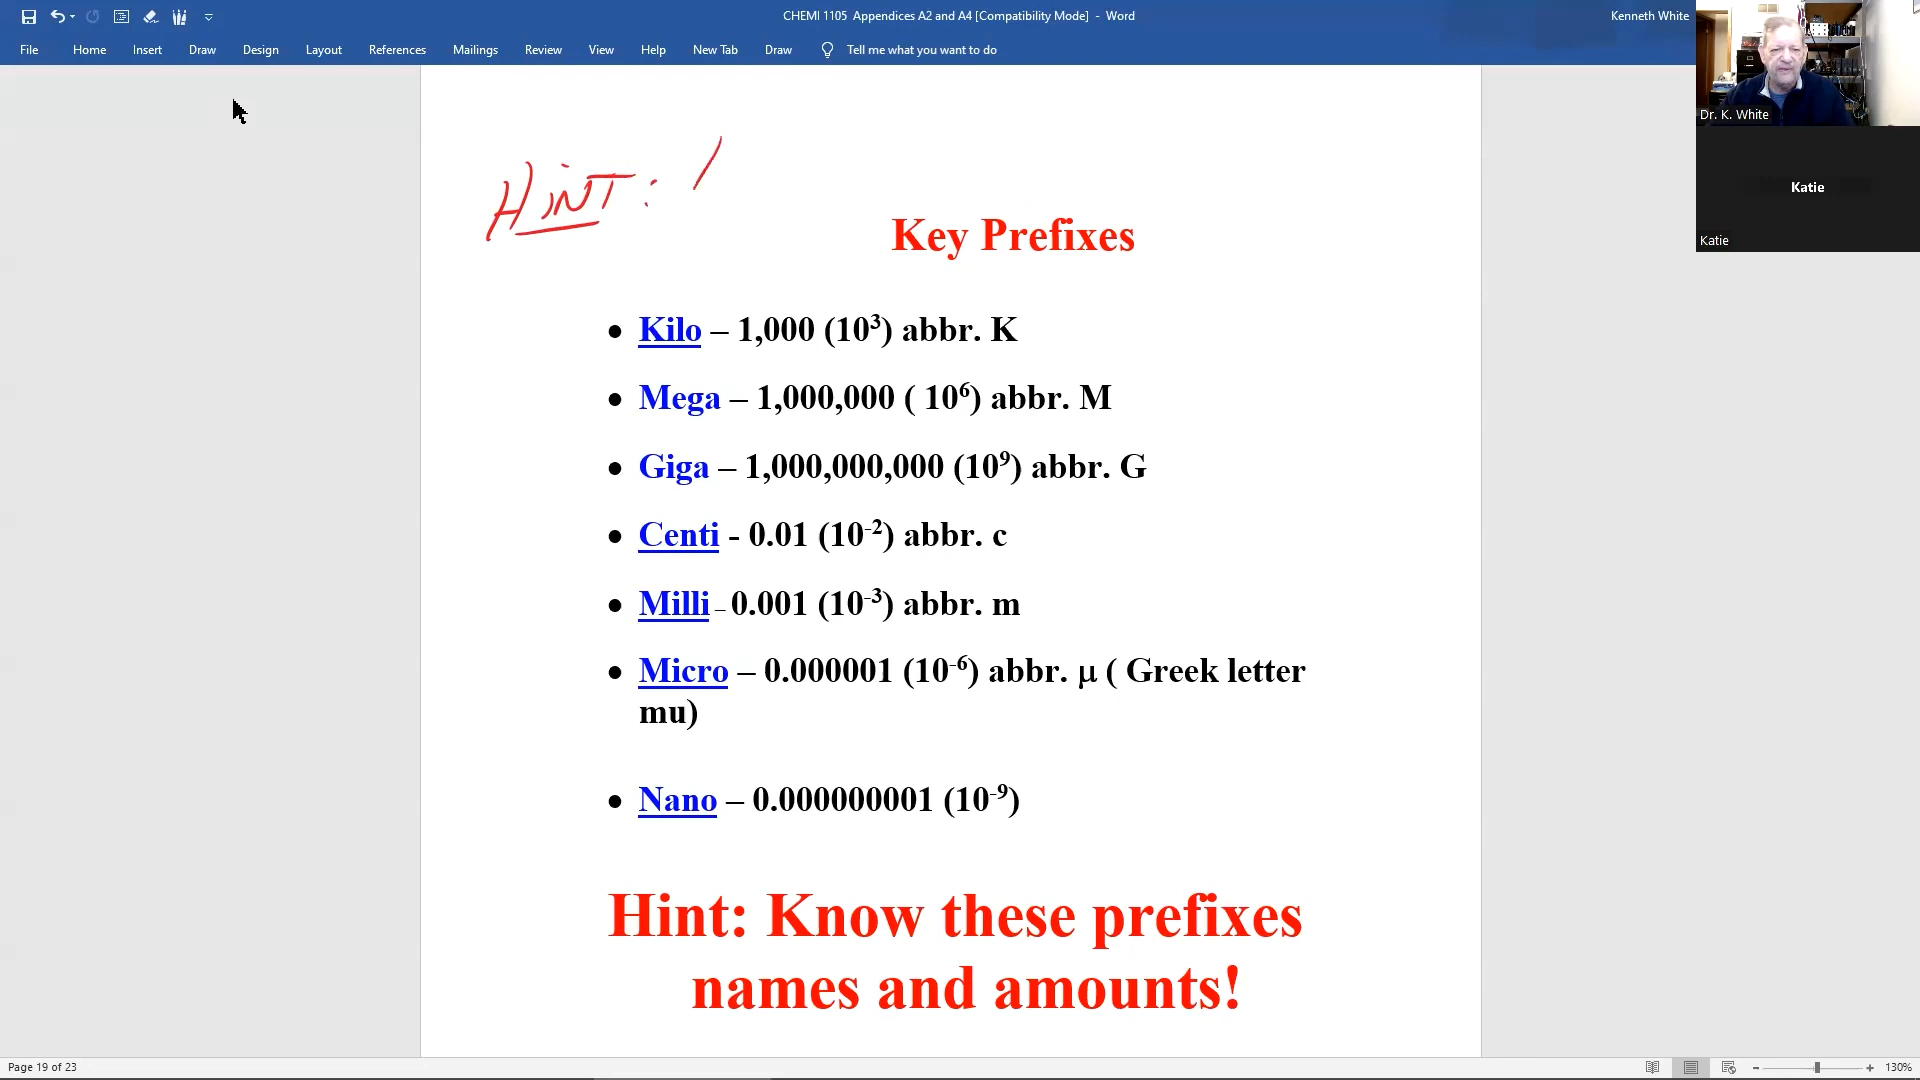 CHEMI 1105 Appendices A2 and A4 [Compatibility Mode] - Word
Kenneth White
File Home Insert Draw Design Layout References Mailings Review View Help New Tab Draw Tell me what you want to do
Dr. K. White
Katie
Katie
HiNT: /
Key Prefixes
• Kilo – 1,000 (10³) abbr. K
• Mega – 1,000,000 ( 10⁶) abbr. M
• Giga – 1,000,000,000 (10⁹) abbr. G
• Centi - 0.01 (10⁻²) abbr. c
• Milli – 0.001 (10⁻³) abbr. m
• Micro – 0.000001 (10⁻⁶) abbr. μ ( Greek letter
mu)
• Nano – 0.000000001 (10⁻⁹)
Hint: Know these prefixes
names and amounts!
Page 19 of 23
130%